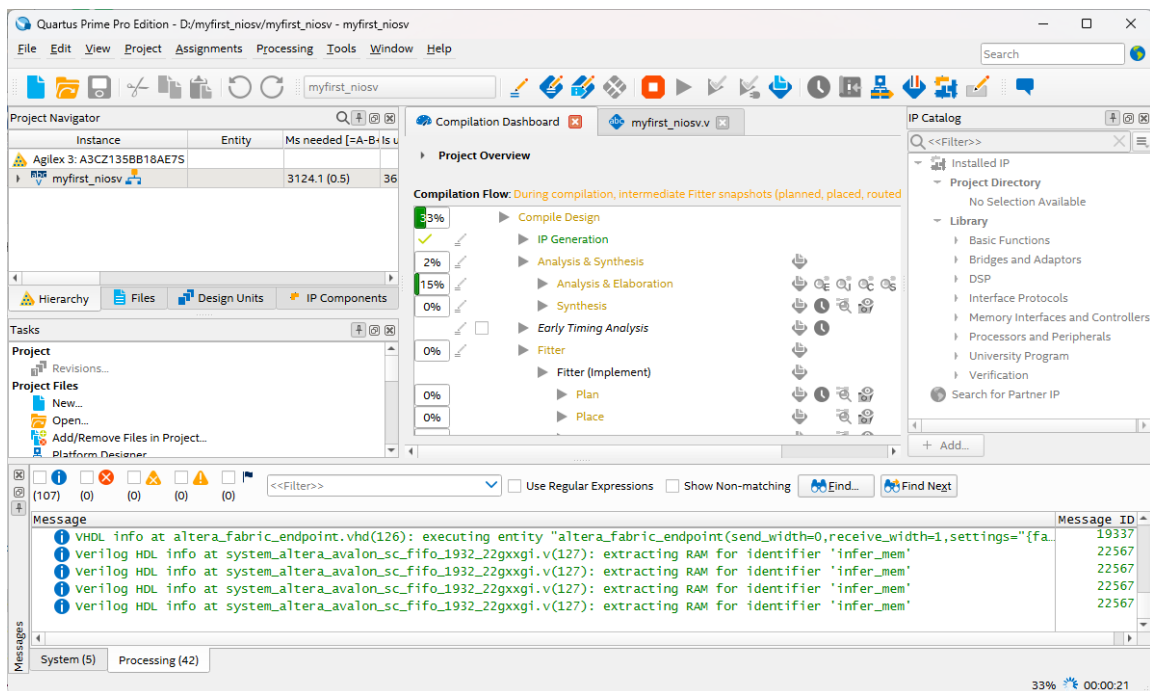 Quartus Prime Pro Edition - D:/myfirst_niosv/myfirst_niosv - myfirst_niosv
File Edit View Project Assignments Processing Tools Window Help
Search
myfirst_niosv
Project Navigator
Instance Entity Ms needed [=A-B+ Is u
Agilex 3: A3CZ135BB18AE7S
myfirst_niosv 3124.1 (0.5) 36
Hierarchy Files Design Units IP Components
Tasks
Project
Revisions...
Project Files
New...
Open...
Add/Remove Files in Project...
Platform Designer
Compilation Dashboard myfirst_niosv.v
Project Overview
Compilation Flow: During compilation, intermediate Fitter snapshots (planned, placed, routed
33% Compile Design
IP Generation
2% Analysis & Synthesis
15% Analysis & Elaboration
0% Synthesis
Early Timing Analysis
0% Fitter
Fitter (Implement)
0% Plan
0% Place
IP Catalog
<<Filter>>
Installed IP
Project Directory
No Selection Available
Library
Basic Functions
Bridges and Adaptors
DSP
Interface Protocols
Memory Interfaces and Controllers
Processors and Peripherals
University Program
Verification
Search for Partner IP
+ Add...
(107) (0) (0) (0) (0) <<Filter>> Use Regular Expressions Show Non-matching Find... Find Next
Message Message ID
VHDL info at altera_fabric_endpoint.vhd(126): executing entity "altera_fabric_endpoint(send_width=0,receive_width=1,settings="{fa... 19337
Verilog HDL info at system_altera_avalon_sc_fifo_1932_22gxxgi.v(127): extracting RAM for identifier 'infer_mem' 22567
Verilog HDL info at system_altera_avalon_sc_fifo_1932_22gxxgi.v(127): extracting RAM for identifier 'infer_mem' 22567
Verilog HDL info at system_altera_avalon_sc_fifo_1932_22gxxgi.v(127): extracting RAM for identifier 'infer_mem' 22567
Verilog HDL info at system_altera_avalon_sc_fifo_1932_22gxxgi.v(127): extracting RAM for identifier 'infer_mem' 22567
Messages
System (5) Processing (42)
33% 00:00:21